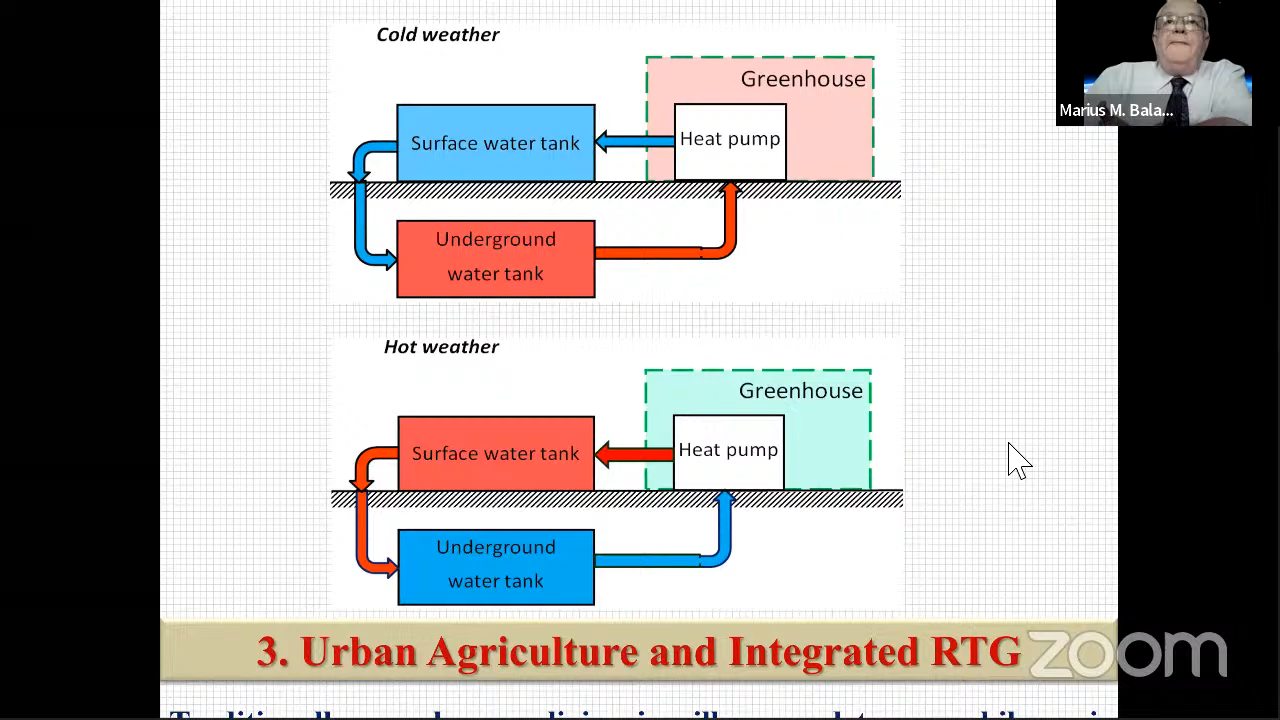 Cold weather
Greenhouse
Surface water tank
Heat pump
Underground
water tank
Hot weather
Greenhouse
Surface water tank
Heat pump
Underground
water tank
3. Urban Agriculture and Integrated RTG
Marius M. Bala...
zoom